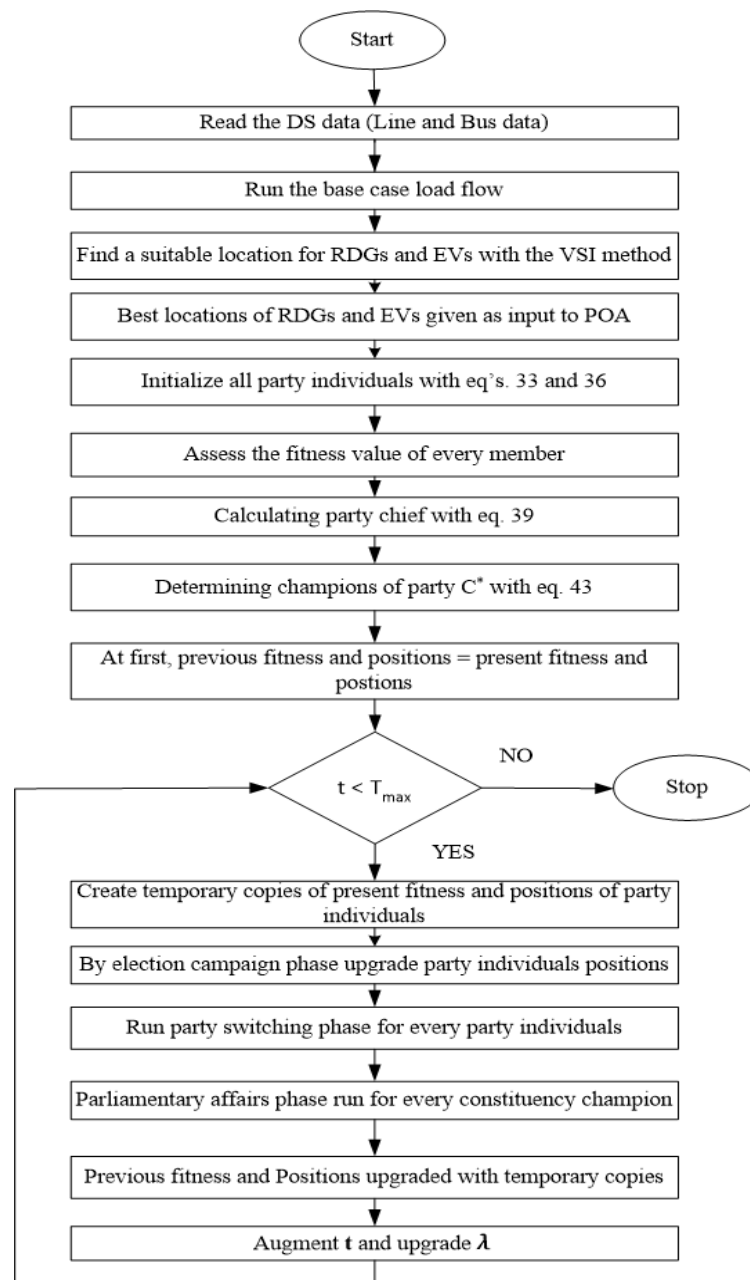 Start
Read the DS data (Line and Bus data)
Run the base case load flow
Find a suitable location for RDGs and EVs with the VSI method
Best locations of RDGs and EVs given as input to POA
Initialize all party individuals with eq's. 33 and 36
Assess the fitness value of every member
Calculating party chief with eq. 39
Determining champions of party C* with eq. 43
At first, previous fitness and positions = present fitness and
postions
NO
t < Tmax
Stop
YES
Create temporary copies of present fitness and positions of party
individuals
By election campaign phase upgrade party individuals positions
Run party switching phase for every party individuals
Parliamentary affairs phase run for every constituency champion
Previous fitness and Positions upgraded with temporary copies
Augment t and upgrade λ